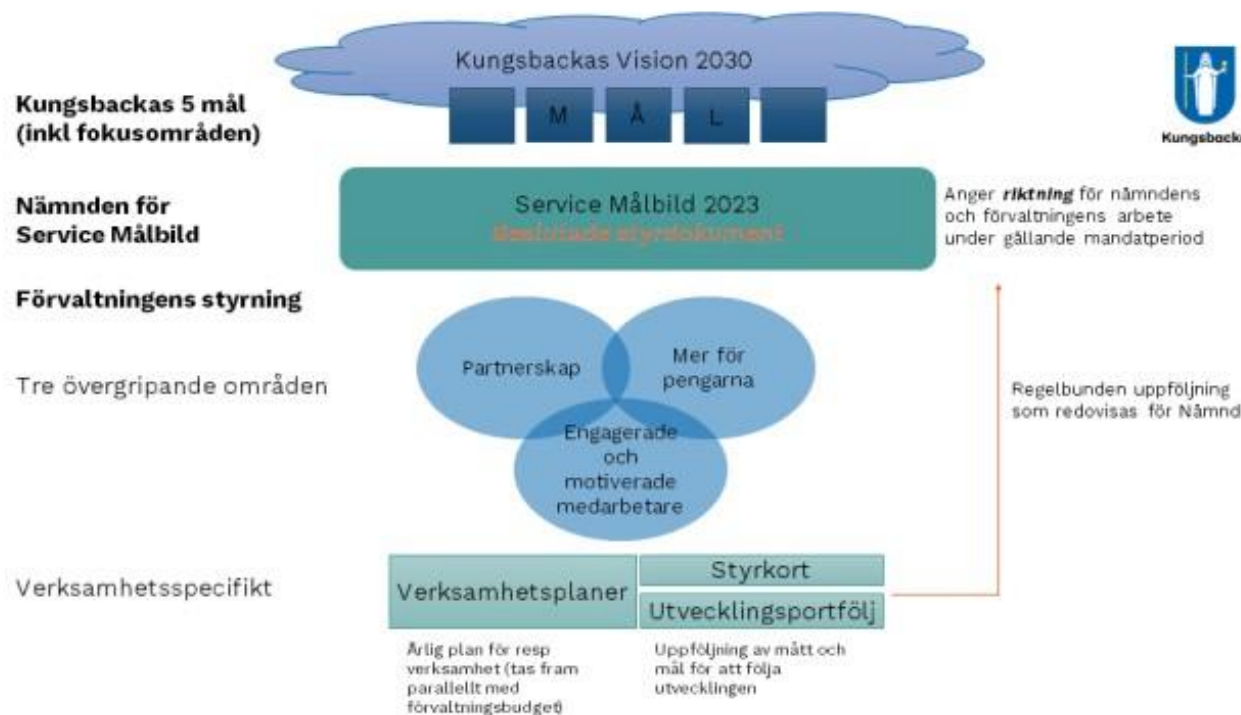 Kungsbackas Vision 2030
Kungsbackas 5 mål
(inkl fokusområden)
M Å L
Kungsbacka
Nämnden för
Service Målbild
Service Målbild 2023
Beslutade styrdokument
Anger riktning för nämndens
och förvaltningens arbete
under gällande mandatperiod
Förvaltningens styrning
Tre övergripande områden
Partnerskap
Mer för
pengarna
Engagerade
och
motiverade
medarbetare
Regelbunden uppföljning
som redovisas för Nämnd
Verksamhetsspecifikt
Verksamhetsplaner
Styrkort
Utvecklingsportfölj
Årlig plan för resp
verksamhet (tas fram
parallellt med
förvaltningsbudget)
Uppföljning av mått och
mål för att följa
utvecklingen